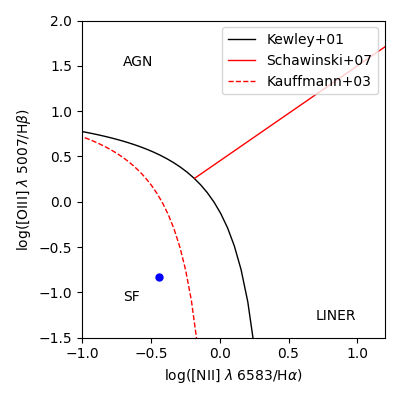 2.0
1.5
1.0
0.5
0.0
−0.5
−1.0
−1.5
log([OIII] λ 5007/Hβ)
AGN
Kewley+01
Schawinski+07
Kauffmann+03
SF
LINER
−1.0 −0.5 0.0 0.5 1.0
log([NII] λ 6583/Hα)